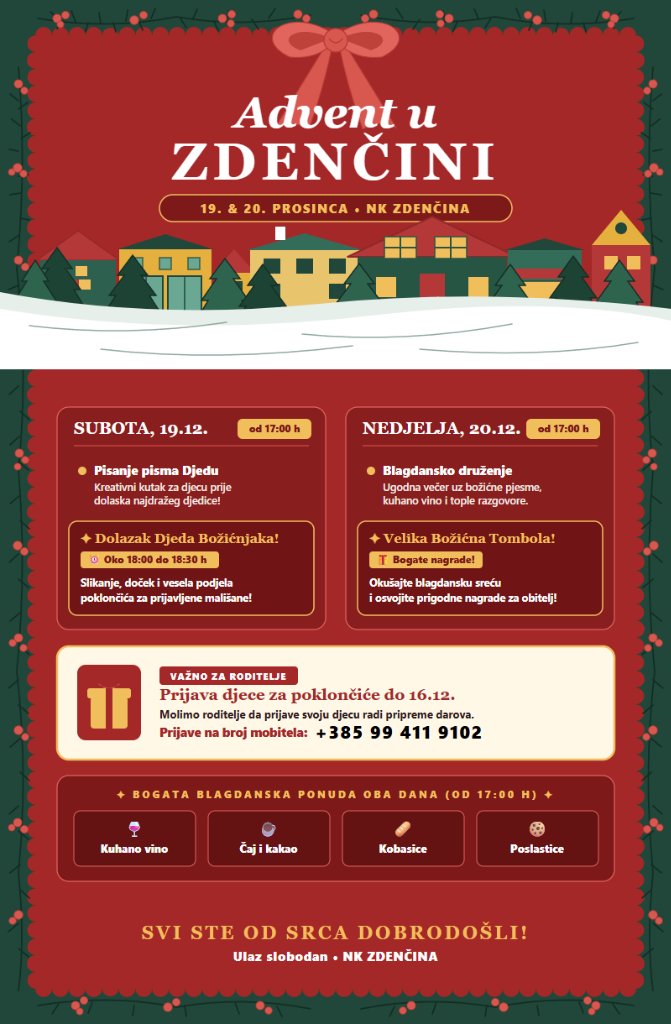 Advent u
ZDENČINI
19. & 20. PROSINCA • NK ZDENČINA
SUBOTA, 19.12.
od 17:00 h
Pisanje pisma Djedu
Kreativni kutak za djecu prije
dolaska najdražeg djedice!
✦ Dolazak Djeda Božićnjaka!
Oko 18:00 do 18:30 h
Slikanje, doček i vesela podjela
poklončića za prijavljene mališane!
NEDJELJA, 20.12.
od 17:00 h
Blagdansko druženje
Ugodna večer uz božićne pjesme,
kuhano vino i tople razgovore.
✦ Velika Božićna Tombola!
Bogate nagrade!
Okušajte blagdansku sreću
i osvojite prigodne nagrade za obitelj!
VAŽNO ZA RODITELJE
Prijava djece za poklončiće do 16.12.
Molimo roditelje da prijave svoju djecu radi pripreme darova.
Prijave na broj mobitela: +385 99 411 9102
✦ BOGATA BLAGDANSKA PONUDA OBA DANA (OD 17:00 H) ✦
Kuhano vino
Čaj i kakao
Kobasice
Poslastice
SVI STE OD SRCA DOBRODOŠLI!
Ulaz slobodan • NK ZDENČINA